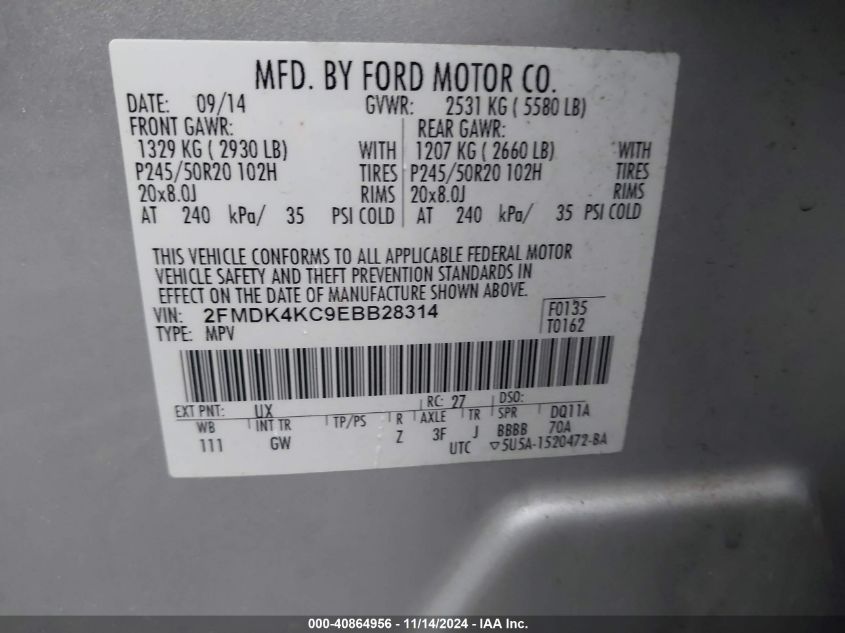 MFD. BY FORD MOTOR CO.
DATE: 09/14 GVWR: 2531 KG ( 5580 LB)
FRONT GAWR: REAR GAWR:
1329 KG ( 2930 LB) WITH 1207 KG ( 2660 LB) WITH
P245/50R20 102H TIRES P245/50R20 102H TIRES
20x8.0J RIMS 20x8.0J RIMS
AT 240 kPa/ 35 PSI COLD AT 240 kPa/ 35 PSI COLD
THIS VEHICLE CONFORMS TO ALL APPLICABLE FEDERAL MOTOR
VEHICLE SAFETY AND THEFT PREVENTION STANDARDS IN
EFFECT ON THE DATE OF MANUFACTURE SHOWN ABOVE.
VIN: 2FMDK4KC9EBB28314 F0135
TYPE: MPV T0162
EXT PNT: UX RC: 27 DSO:
WB INT TR TP/PS R AXLE TR SPR DQ11A
111 GW Z 3F J BBBB 70A
UTC ▽5U5A-1520472-BA
000-40864956 - 11/14/2024 - IAA Inc.